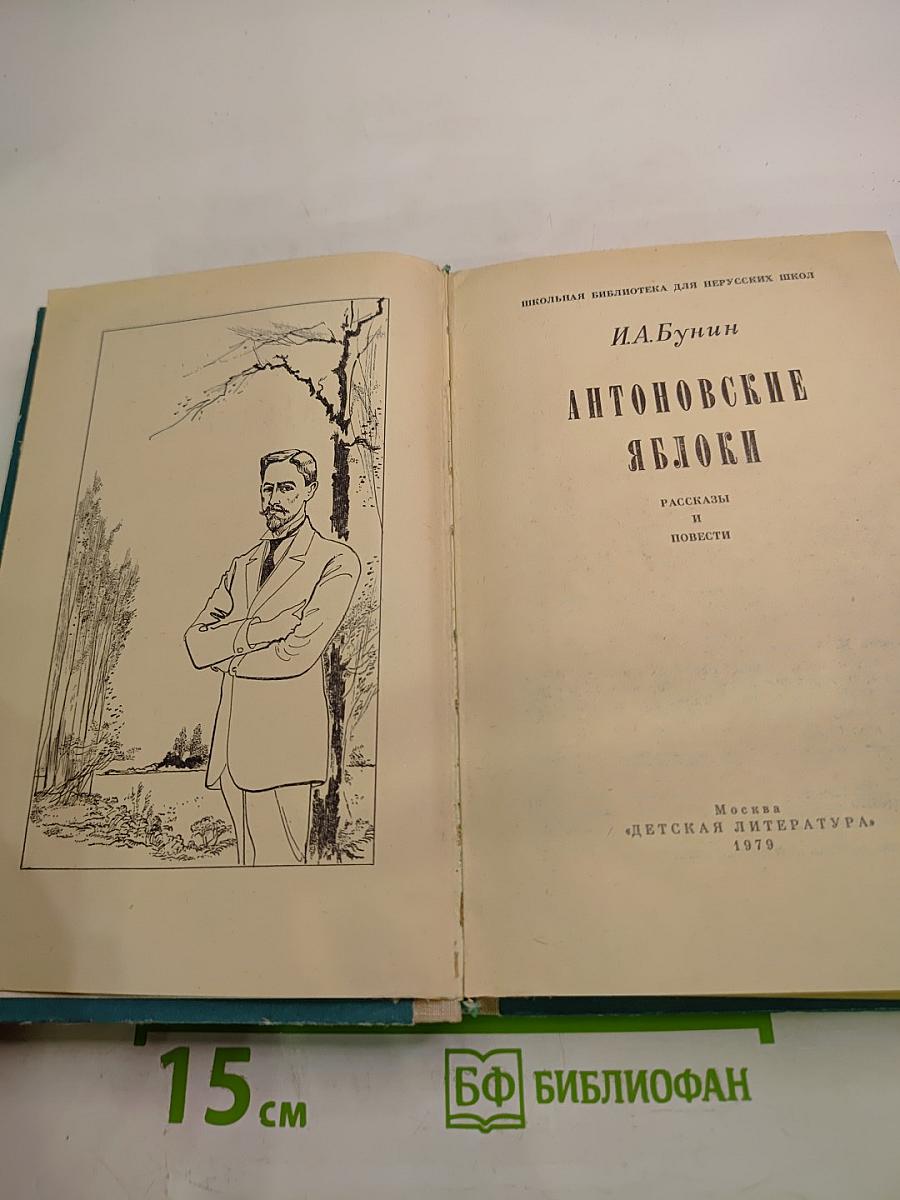 ШКОЛЬНАЯ БИБЛИОТЕКА ДЛЯ НЕРУССКИХ ШКОЛ
И.А.Бунин
АНТОНОВСКИЕ
ЯБЛОКИ
РАССКАЗЫ
И
ПОВЕСТИ
Москва
«ДЕТСКАЯ ЛИТЕРАТУРА»
1979
15 см
БФ БИБЛИОФАН